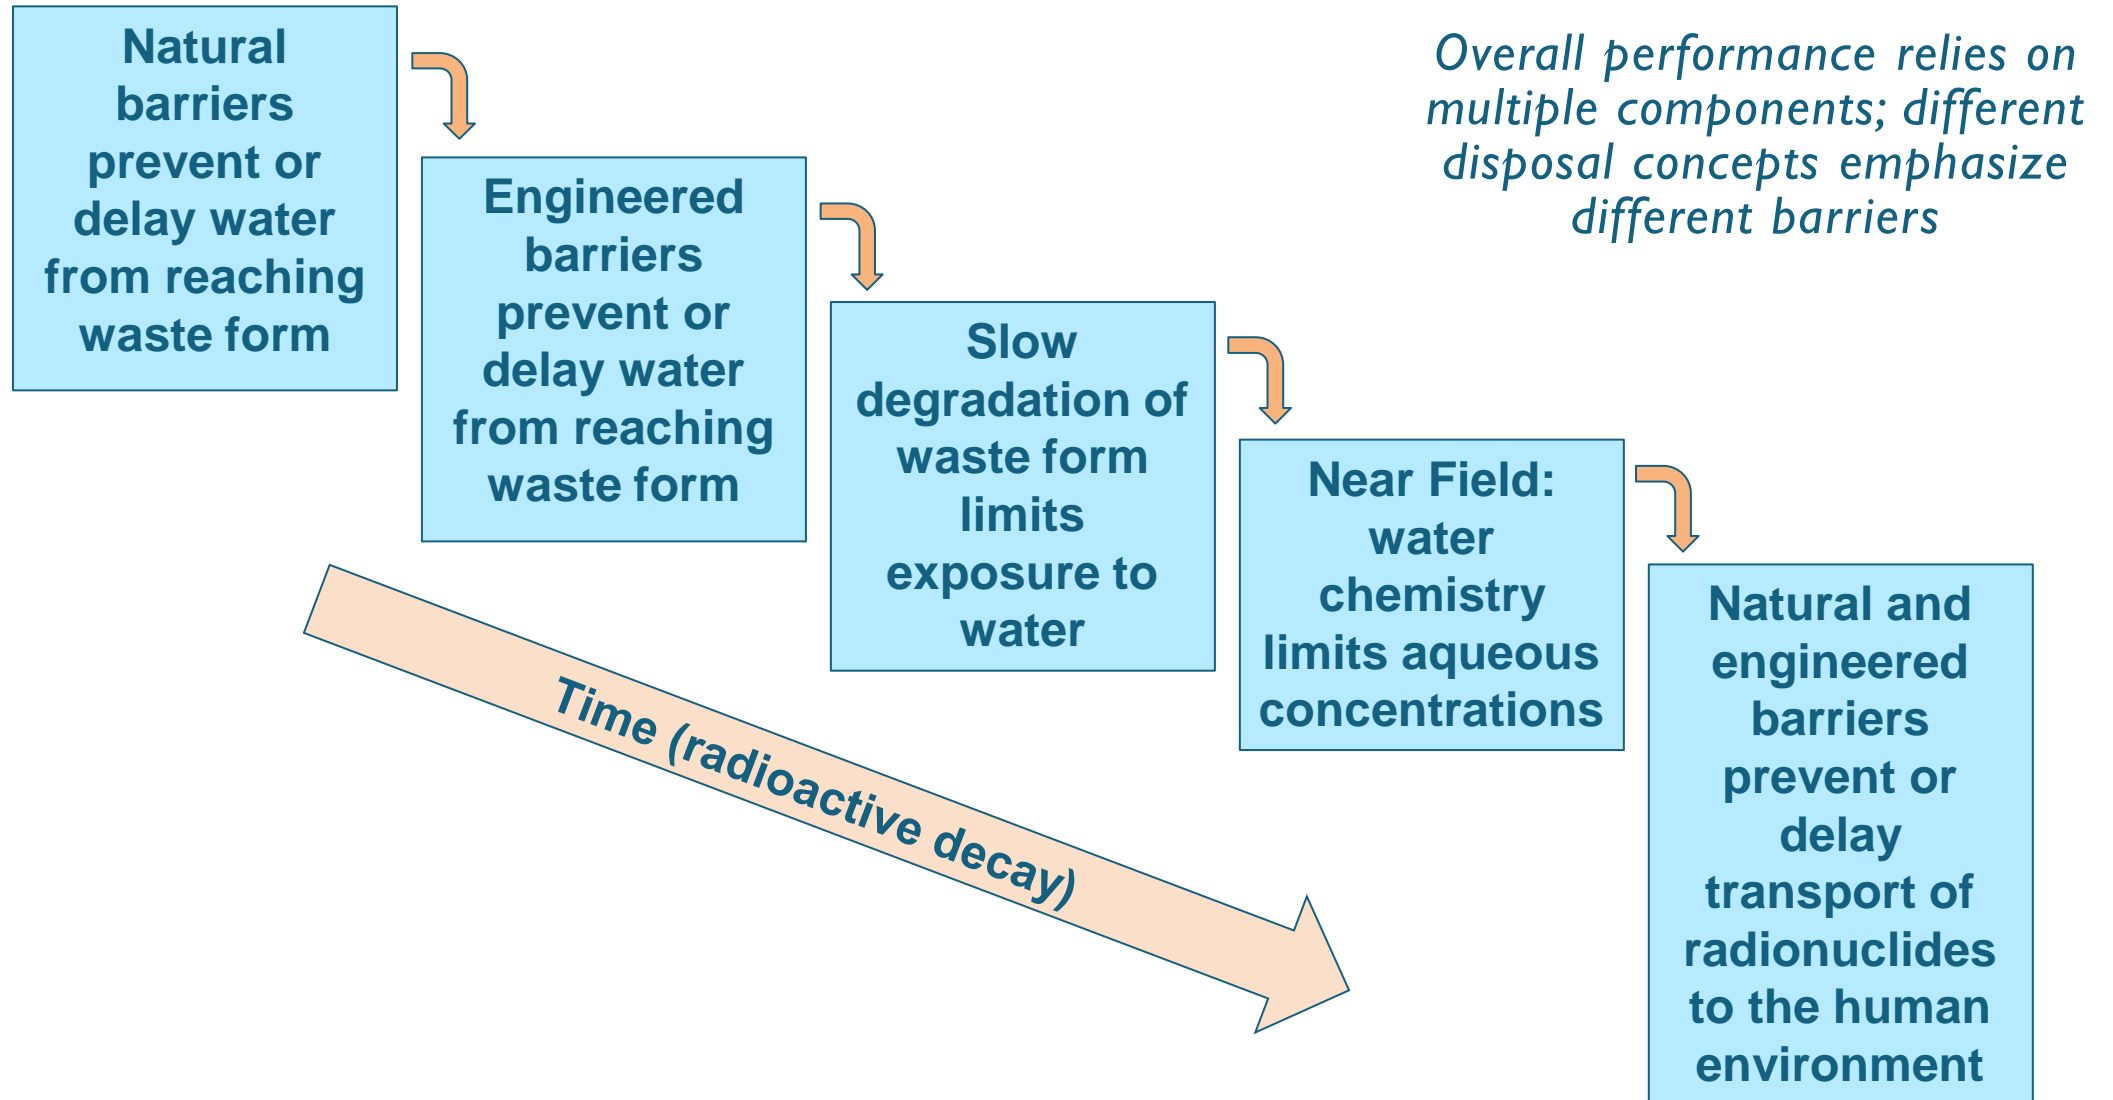 Natural
barriers
prevent or
delay water
from reaching
waste form
Engineered
barriers
prevent or
delay water
from reaching
waste form
Slow
degradation of
waste form
limits
exposure to
water
Near Field:
water
chemistry
limits aqueous
concentrations
Natural and
engineered
barriers
prevent or
delay
transport of
radionuclides
to the human
environment
Overall performance relies on
multiple components; different
disposal concepts emphasize
different barriers
Time (radioactive decay)